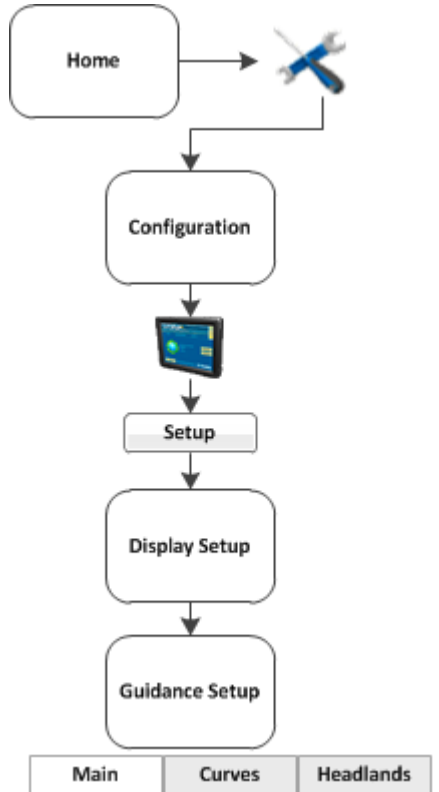 Home
Configuration
Setup
Display Setup
Guidance Setup
Main Curves Headlands